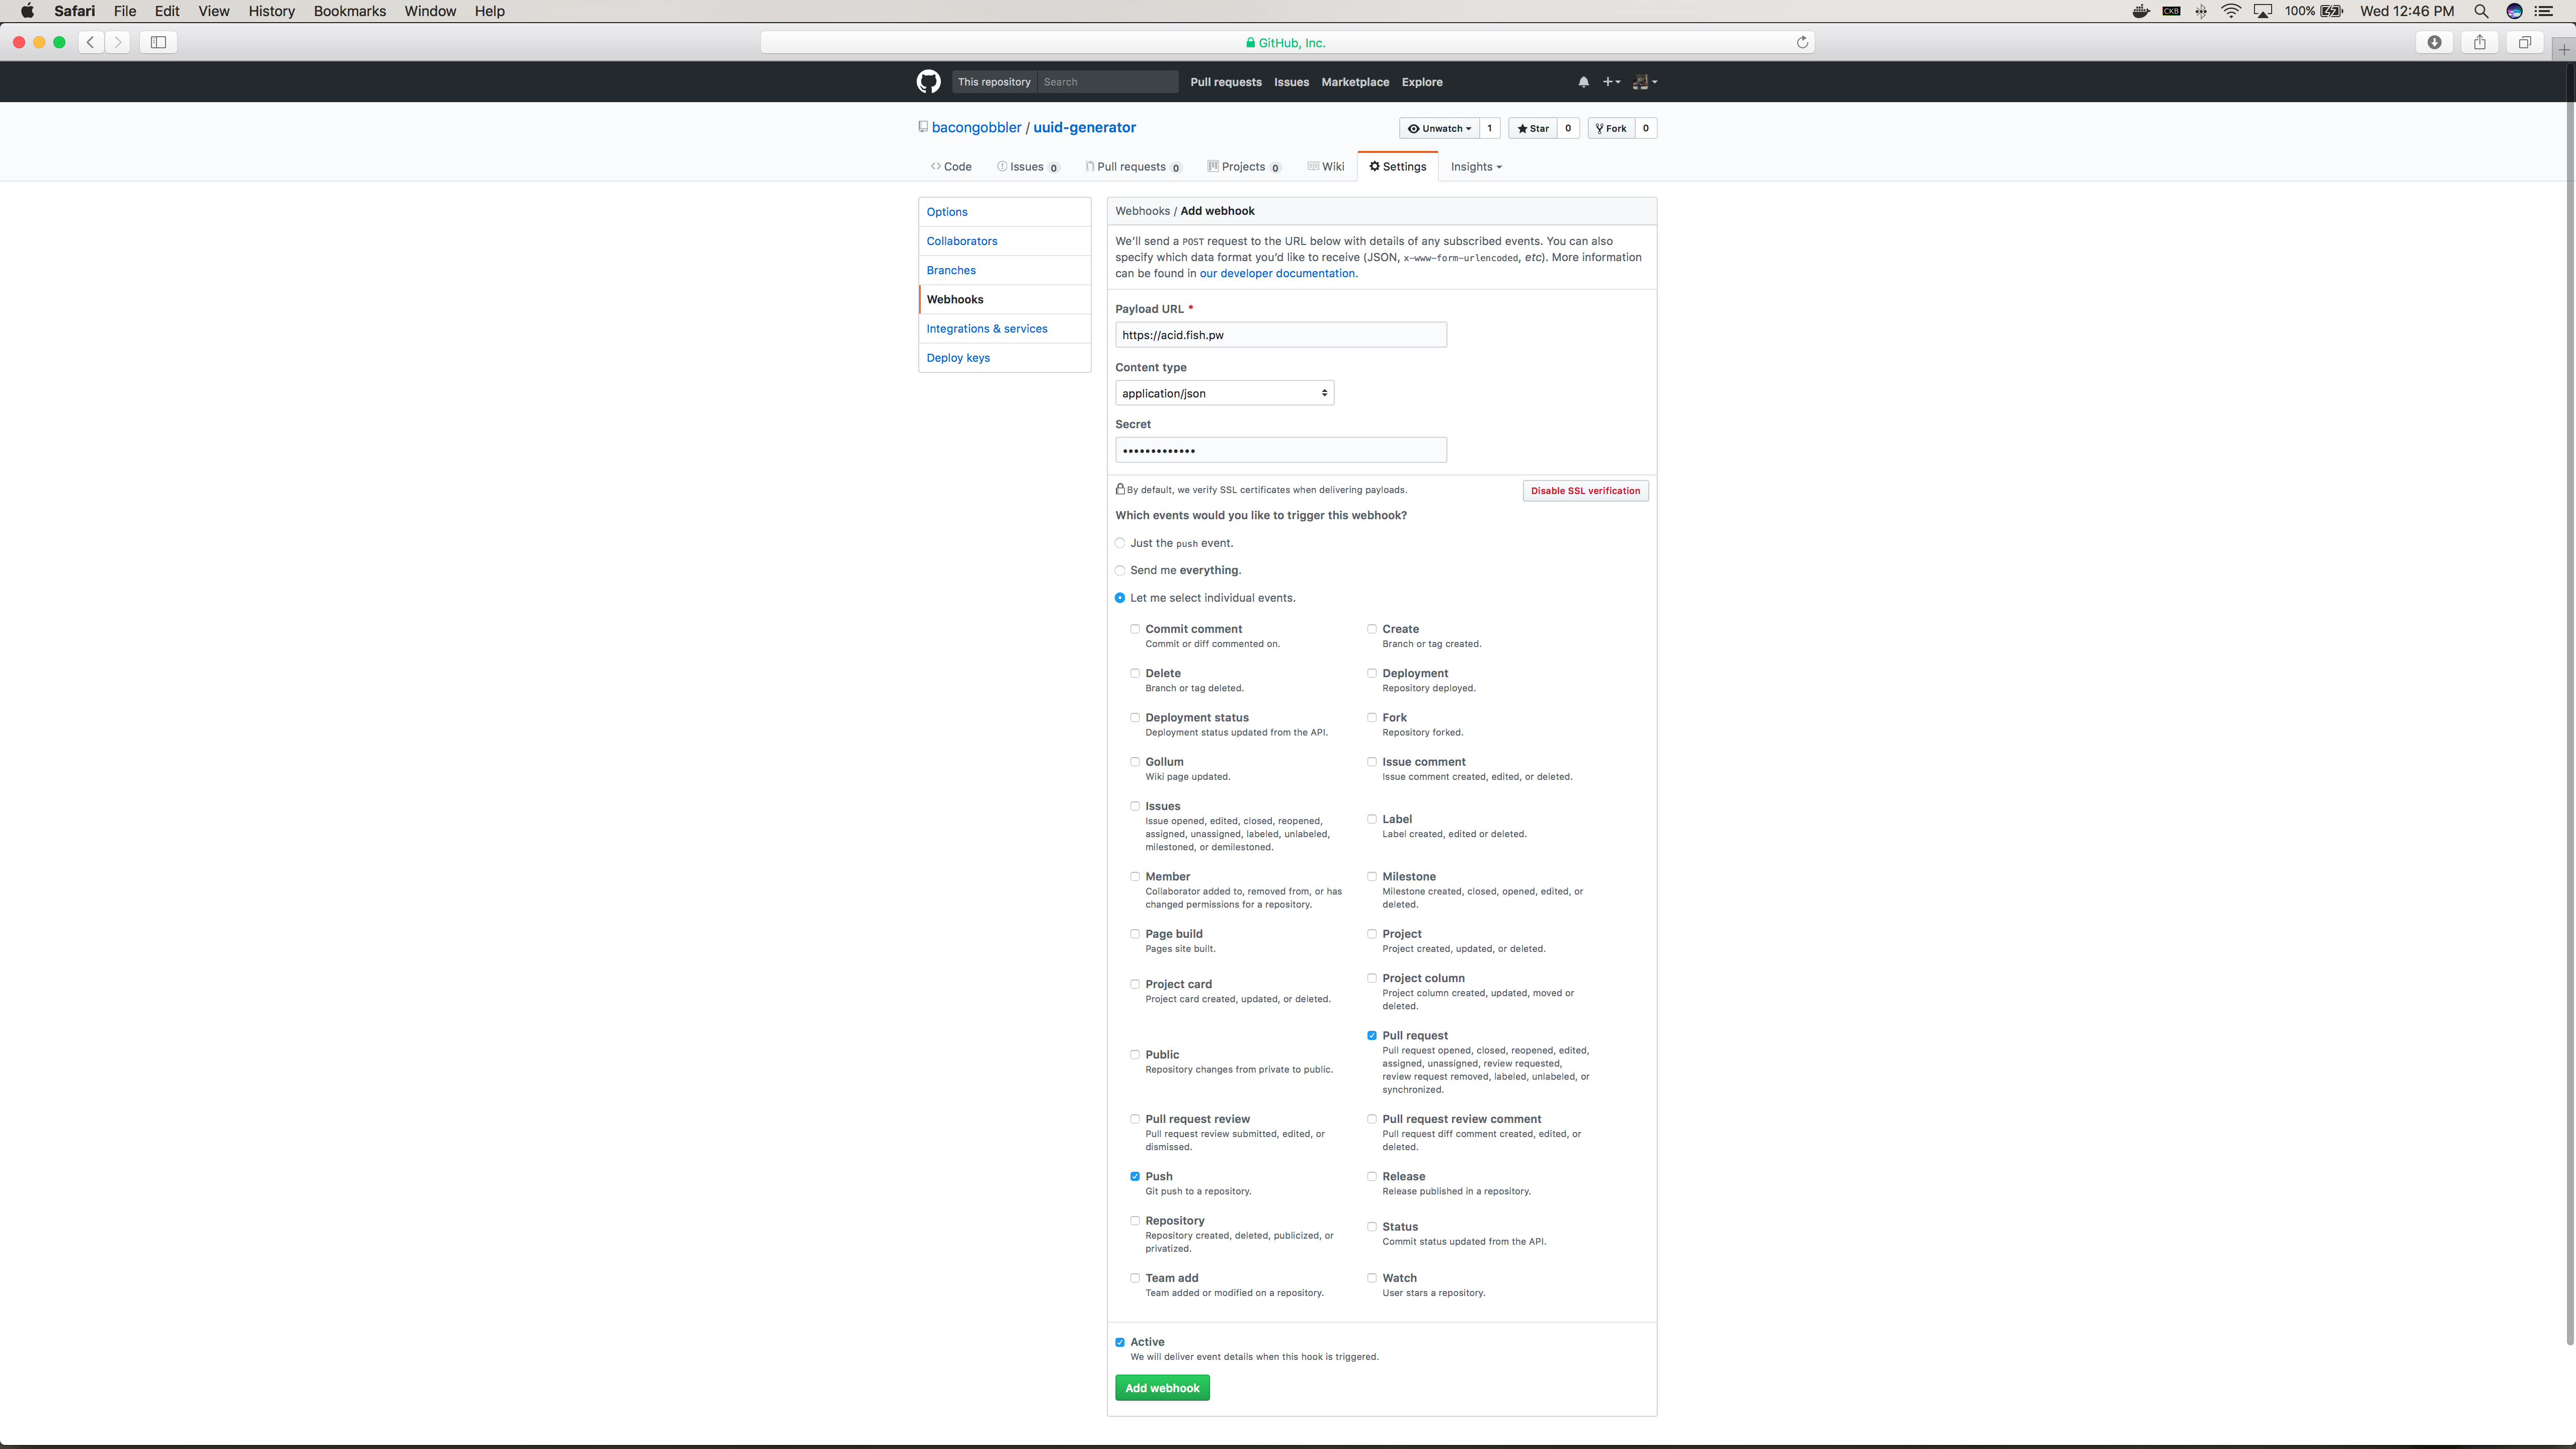 Safari File Edit View History Bookmarks Window Help
CKB 100% Wed 12:46 PM
GitHub, Inc.
This repository Search Pull requests Issues Marketplace Explore
bacongobbler / uuid-generator
Unwatch 1 Star 0 Fork 0
Code Issues 0 Pull requests 0 Projects 0 Wiki Settings Insights
Options
Collaborators
Branches
Webhooks
Integrations & services
Deploy keys
Webhooks / Add webhook
We’ll send a POST request to the URL below with details of any subscribed events. You can also
specify which data format you’d like to receive (JSON, x-www-form-urlencoded, etc). More information
can be found in our developer documentation.
Payload URL *
https://acid.fish.pw
Content type
application/json
Secret
•••••••••••••
By default, we verify SSL certificates when delivering payloads.
Disable SSL verification
Which events would you like to trigger this webhook?
Just the push event.
Send me everything.
Let me select individual events.
Commit comment
Commit or diff commented on.
Create
Branch or tag created.
Delete
Branch or tag deleted.
Deployment
Repository deployed.
Deployment status
Deployment status updated from the API.
Fork
Repository forked.
Gollum
Wiki page updated.
Issue comment
Issue comment created, edited, or deleted.
Issues
Issue opened, edited, closed, reopened,
assigned, unassigned, labeled, unlabeled,
milestoned, or demilestoned.
Label
Label created, edited or deleted.
Member
Collaborator added to, removed from, or has
changed permissions for a repository.
Milestone
Milestone created, closed, opened, edited, or
deleted.
Page build
Pages site built.
Project
Project created, updated, or deleted.
Project card
Project card created, updated, or deleted.
Project column
Project column created, updated, moved or
deleted.
Public
Repository changes from private to public.
Pull request
Pull request opened, closed, reopened, edited,
assigned, unassigned, review requested,
review request removed, labeled, unlabeled, or
synchronized.
Pull request review
Pull request review submitted, edited, or
dismissed.
Pull request review comment
Pull request diff comment created, edited, or
deleted.
Push
Git push to a repository.
Release
Release published in a repository.
Repository
Repository created, deleted, publicized, or
privatized.
Status
Commit status updated from the API.
Team add
Team added or modified on a repository.
Watch
User stars a repository.
Active
We will deliver event details when this hook is triggered.
Add webhook